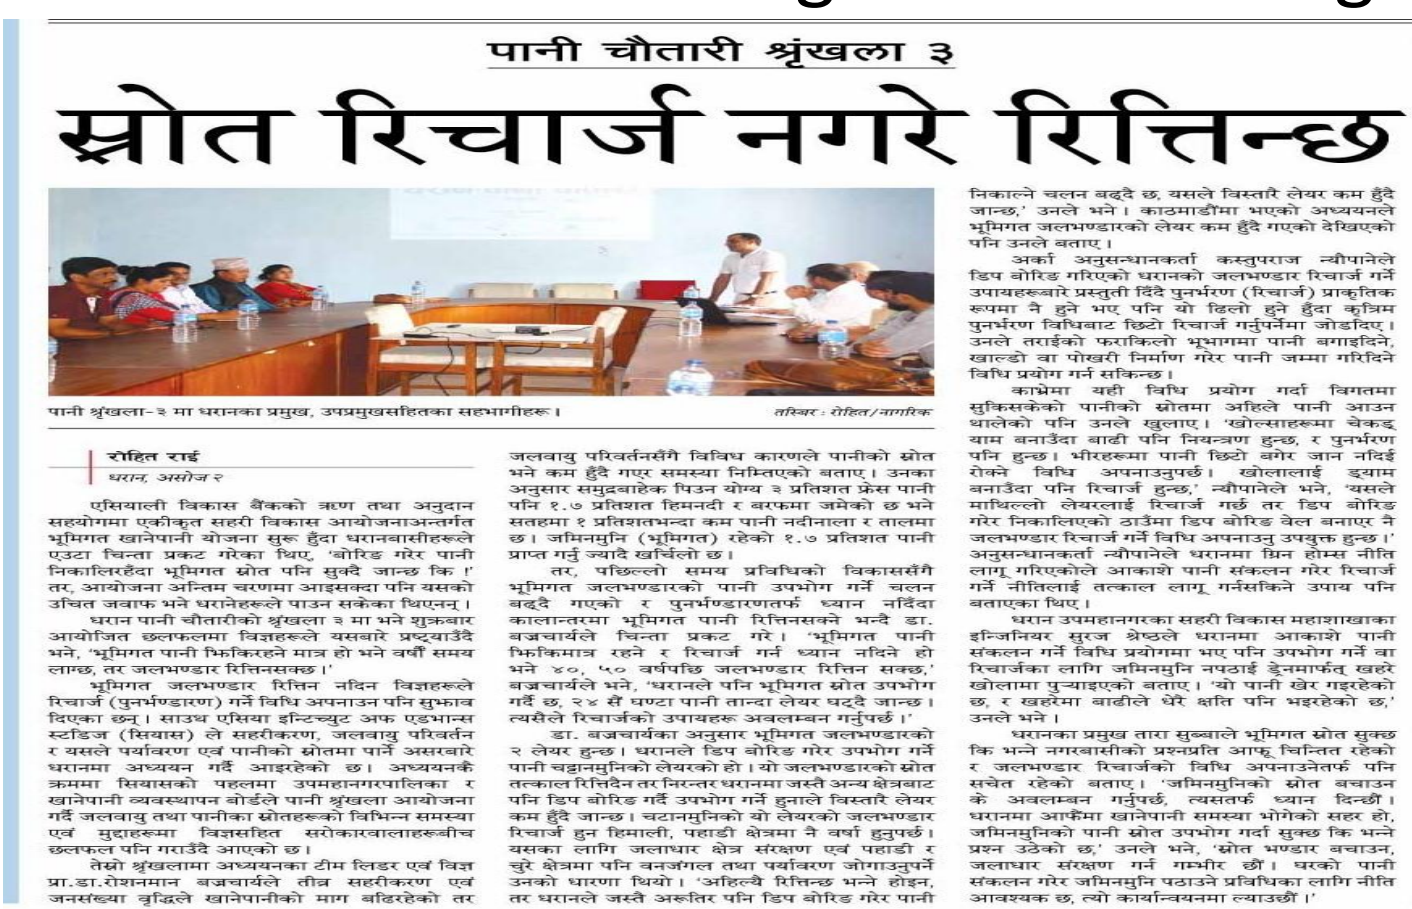 पानी चौतारी श्रृंखला ३
स्रोत रिचार्ज नगरे रित्तिन्छ
पानी श्रृंखला-३ मा धरानका प्रमुख, उपप्रमुखसहितका सहभागीहरू ।
तस्बिर : रोहित/नागरिक
रोहित राई
धरान, असोज २
एसियाली विकास बैंकको ऋण तथा अनुदान
सहयोगमा एकीकृत सहरी विकास आयोजनाअन्तर्गत
भूमिगत खानेपानी योजना सुरू हुँदा धरानबासीहरूले
एउटा चिन्ता प्रकट गरेका थिए, 'बोरिङ गरेर पानी
निकालिरहँदा भूमिगत स्रोत पनि सुक्दै जान्छ कि !'
तर, आयोजना अन्तिम चरणमा आइसक्दा पनि यसको
उचित जवाफ भने धरानेहरूले पाउन सकेका थिएनन् ।
धरान पानी चौतारीको श्रृंखला ३ मा भने शुक्रबार
आयोजित छलफलमा विज्ञहरूले यसबारे प्रष्ट्याउँदै
भने, 'भूमिगत पानी झिकिरहने मात्र हो भने वर्षौं समय
लाग्छ, तर जलभण्डार रित्तिनसक्छ ।'
भूमिगत जलभण्डार रित्तिन नदिन विज्ञहरूले
रिचार्ज (पुनर्भण्डारण) गर्ने विधि अपनाउन पनि सुझाव
दिएका छन् । साउथ एसिया इन्टिच्युट अफ एडभान्स
स्टडिज (सियास) ले सहरीकरण, जलवायु परिवर्तन
र यसले पर्यावरण एवं पानीको स्रोतमा पार्ने असरबारे
धरानमा अध्ययन गर्दै आइरहेको छ । अध्ययनकै
क्रममा सियासको पहलमा उपमहानगरपालिका र
खानेपानी व्यवस्थापन बोर्डले पानी श्रृंखला आयोजना
गर्दै जलवायु तथा पानीका स्रोतहरूको विभिन्न समस्या
एवं मुद्दाहरूमा विज्ञसहित सरोकारवालाहरूबीच
छलफल पनि गराउँदै आएको छ ।
तेस्रो श्रृंखलामा अध्ययनका टीम लिडर एवं विज्ञ
प्रा.डा.रोशनमान बज्रचार्यले तीव्र सहरीकरण एवं
जनसंख्या वृद्धिले खानेपानीको माग बढिरहेको तर
जलवायु परिवर्तनसँगै विविध कारणले पानीको स्रोत
भने कम हुँदै गएर समस्या निम्तिएको बताए । उनका
अनुसार समुद्रबाहेक पिउन योग्य ३ प्रतिशत फ्रेस पानी
पनि १.७ प्रतिशत हिमनदी र बरफमा जमेको छ भने
सतहमा १ प्रतिशतभन्दा कम पानी नदीनाला र तालमा
छ । जमिनमुनि (भूमिगत) रहेको १.७ प्रतिशत पानी
प्राप्त गर्नु ज्यादै खर्चिलो छ ।
तर, पछिल्लो समय प्रविधिको विकाससँगै
भूमिगत जलभण्डारको पानी उपभोग गर्ने चलन
बढ्दै गएको र पुनर्भण्डारणतर्फ ध्यान नदिँदा
कालान्तरमा भूमिगत पानी रित्तिनसक्ने भन्दै डा.
बज्रचार्यले चिन्ता प्रकट गरे । 'भूमिगत पानी
झिकिमात्र रहने र रिचार्ज गर्न ध्यान नदिने हो
भने ४०, ५० वर्षपछि जलभण्डार रित्तिन सक्छ,'
बज्रचार्यले भने, 'धरानले पनि भूमिगत स्रोत उपभोग
गर्दै छ, २४ सै घण्टा पानी तान्दा लेयर घट्दै जान्छ ।
त्यसैले रिचार्जको उपायहरू अवलम्बन गर्नुपर्छ ।'
डा. बज्रचार्यका अनुसार भूमिगत जलभण्डारको
२ लेयर हुन्छ । धरानले डिप बोरिङ गरेर उपभोग गर्ने
पानी चट्टानमुनिको लेयरको हो । यो जलभण्डारको स्रोत
तत्काल रित्तिदैन तर निरन्तर धरानमा जस्तै अन्य क्षेत्रबाट
पनि डिप बोरिङ गर्दै उपभोग गर्ने हुनाले विस्तारै लेयर
कम हुँदै जान्छ । चटानमुनिको यो लेयरको जलभण्डार
रिचार्ज हुन हिमाली, पहाडी क्षेत्रमा नै वर्षा हुनुपर्छ ।
यसका लागि जलाधार क्षेत्र संरक्षण एवं पहाडी र
चुरे क्षेत्रमा पनि वनजंगल तथा पर्यावरण जोगाउनुपर्ने
उनको धारणा थियो । 'अहिल्यै रित्तिन्छ भन्ने होइन,
तर धरानले जस्तै अरूतिर पनि डिप बोरिङ गरेर पानी
निकाल्ने चलन बढ्दै छ, यसले विस्तारै लेयर कम हुँदै
जान्छ,' उनले भने । काठमाडौंमा भएको अध्ययनले
भूमिगत जलभण्डारको लेयर कम हुँदै गएको देखिएको
पनि उनले बताए ।
अर्का अनुसन्धानकर्ता कस्तुपराज न्यौपानेले
डिप बोरिङ गरिएको धरानको जलभण्डार रिचार्ज गर्ने
उपायहरूबारे प्रस्तुती दिँदै पुनर्भरण (रिचार्ज) प्राकृतिक
रूपमा नै हुने भए पनि यो ढिलो हुने हुँदा कृत्रिम
पुनर्भरण विधिबाट छिटो रिचार्ज गर्नुपर्नेमा जोडदिए ।
उनले तराईको फराकिलो भूभागमा पानी बगाइदिने,
खाल्डो वा पोखरी निर्माण गरेर पानी जम्मा गरिदिने
विधि प्रयोग गर्न सकिन्छ ।
काभ्रेमा यही विधि प्रयोग गर्दा विगतमा
सुकिसकेको पानीको स्रोतमा अहिले पानी आउन
थालेको पनि उनले खुलाए । 'खोल्साहरूमा चेकड्
याम बनाउँदा बाढी पनि नियन्त्रण हुन्छ, र पुनर्भरण
पनि हुन्छ । भीरहरूमा पानी छिटो बगेर जान नदिई
रोक्ने विधि अपनाउनुपर्छ । खोलालाई ड्याम
बनाउँदा पनि रिचार्ज हुन्छ,' न्यौपानेले भने, 'यसले
माथिल्लो लेयरलाई रिचार्ज गर्छ तर डिप बोरिङ
गरेर निकालिएको ठाउँमा डिप बोरिङ वेल बनाएर नै
जलभण्डार रिचार्ज गर्ने विधि अपनाउनु उपयुक्त हुन्छ ।'
अनुसन्धानकर्ता न्यौपानेले धरानमा ग्रिन होम्स नीति
लागू गरिएकोले आकाशे पानी संकलन गरेर रिचार्ज
गर्ने नीतिलाई तत्काल लागू गर्नसकिने उपाय पनि
बताएका थिए ।
धरान उपमहानगरका सहरी विकास महाशाखाका
इन्जिनियर सुरज श्रेष्ठले धरानमा आकाशे पानी
संकलन गर्ने विधि प्रयोगमा भए पनि उपभोग गर्ने वा
रिचार्जका लागि जमिनमुनि नपठाई ड्रेनमार्फत् खहरे
खोलामा पुर्‍याइएको बताए । 'यो पानी खेर गइरहेको
छ, र खहरेमा बाढीले धेरै क्षति पनि भइरहेको छ,'
उनले भने ।
धरानका प्रमुख तारा सुब्बाले भूमिगत स्रोत सुक्छ
कि भन्ने नगरबासीको प्रश्नप्रति आफू चिन्तित रहेको
र जलभण्डार रिचार्जको विधि अपनाउनेतर्फ पनि
सचेत रहेको बताए । 'जमिनमुनिको स्रोत बचाउन
के अवलम्बन गर्नुपर्छ, त्यसतर्फ ध्यान दिन्छौं ।
धरानमा आफैँमा खानेपानी समस्या भोगेको सहर हो,
जमिनमुनिको पानी स्रोत उपभोग गर्दा सुक्छ कि भन्ने
प्रश्न उठेको छ,' उनले भने, 'स्रोत भण्डार बचाउन,
जलाधार संरक्षण गर्न गम्भीर छौं । घरको पानी
संकलन गरेर जमिनमुनि पठाउने प्रविधिका लागि नीति
आवश्यक छ, त्यो कार्यान्वयनमा ल्याउछौं ।'